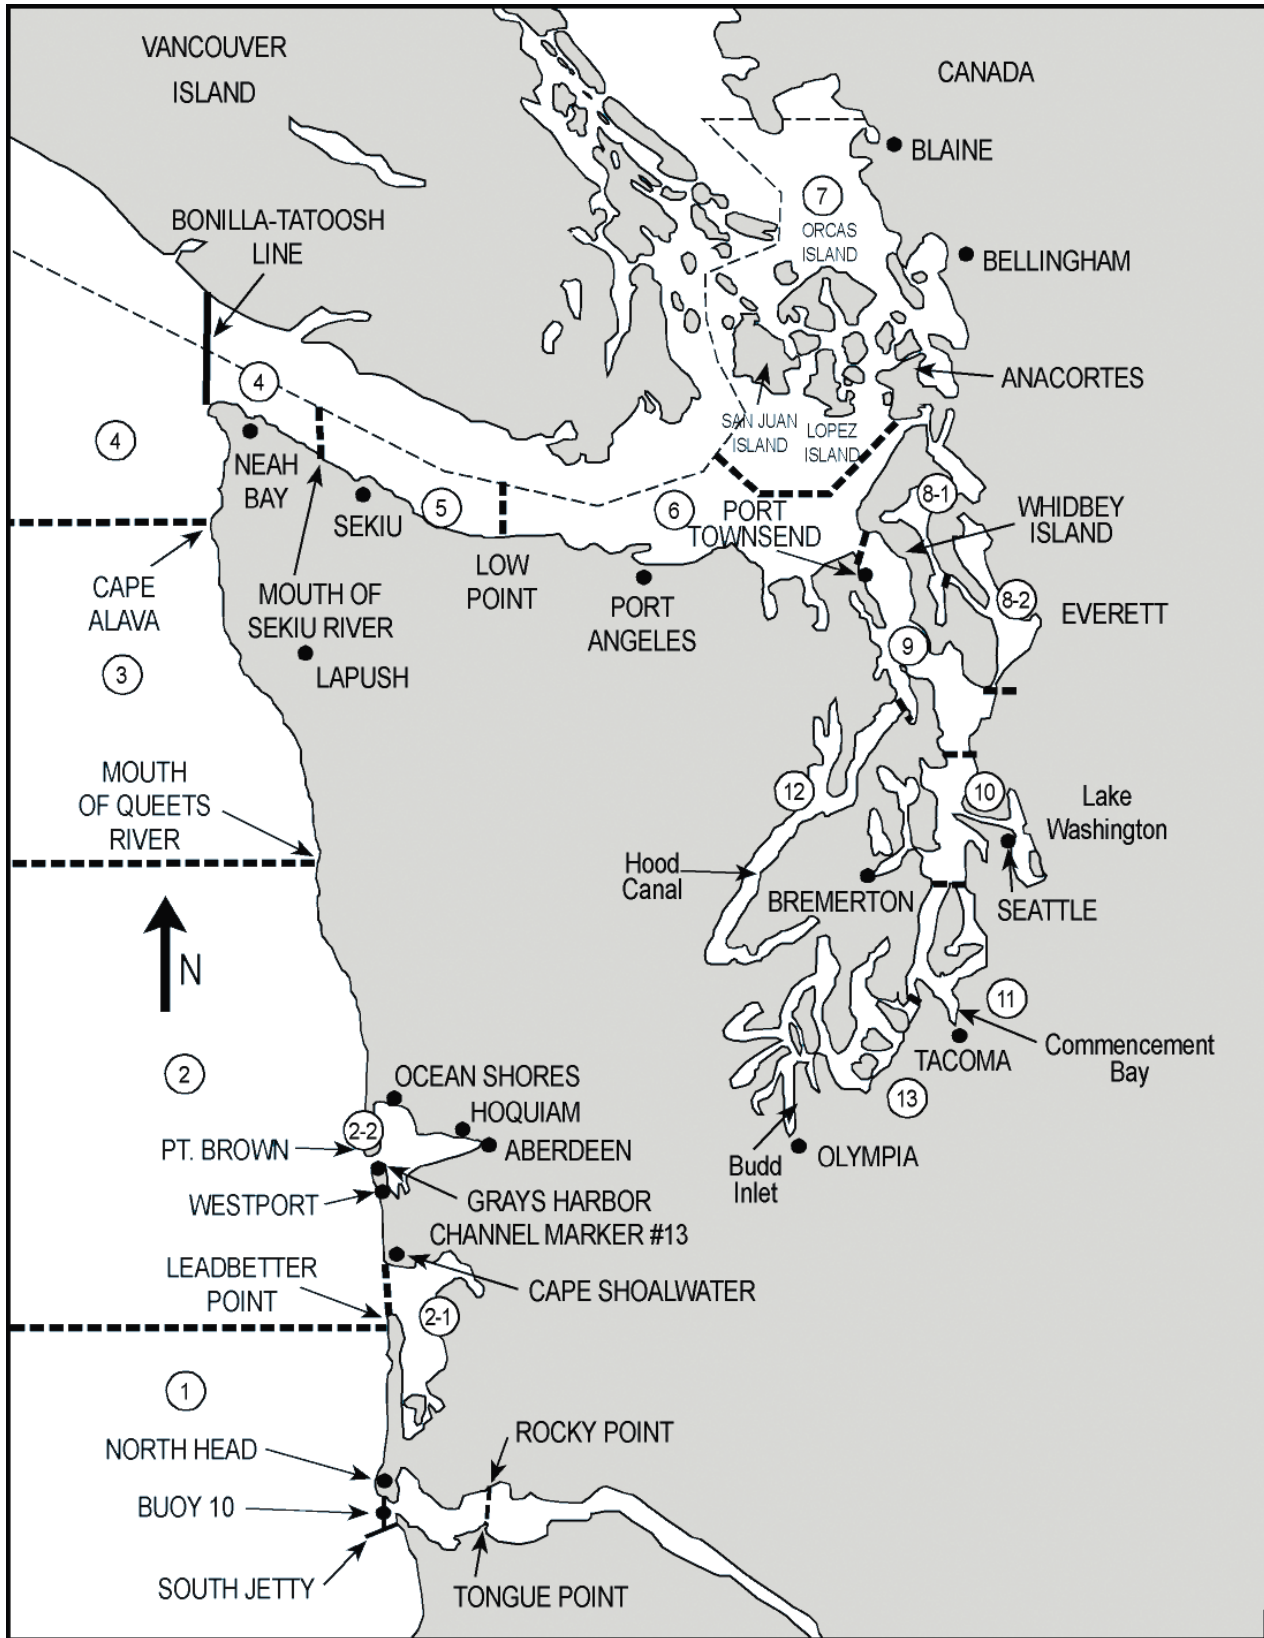 VANCOUVER
ISLAND
CANADA
BLAINE
7
ORCAS
ISLAND
BONILLA-TATOOSH
LINE
BELLINGHAM
4
ANACORTES
4
SAN JUAN
ISLAND
LOPEZ
ISLAND
NEAH
BAY
SEKIU
5
6
PORT
TOWNSEND
8-1
WHIDBEY
ISLAND
CAPE
ALAVA
MOUTH OF
SEKIU RIVER
LOW
POINT
PORT
ANGELES
8-2
EVERETT
3
LAPUSH
9
MOUTH
OF QUEETS
RIVER
12
10
Lake
Washington
Hood
Canal
BREMERTON
SEATTLE
N
11
TACOMA
Commencement
Bay
2
OCEAN SHORES
HOQUIAM
13
2-2
PT. BROWN
ABERDEEN
Budd
Inlet
OLYMPIA
WESTPORT
GRAYS HARBOR
CHANNEL MARKER #13
LEADBETTER
POINT
CAPE SHOALWATER
2-1
1
NORTH HEAD
ROCKY POINT
BUOY 10
SOUTH JETTY
TONGUE POINT